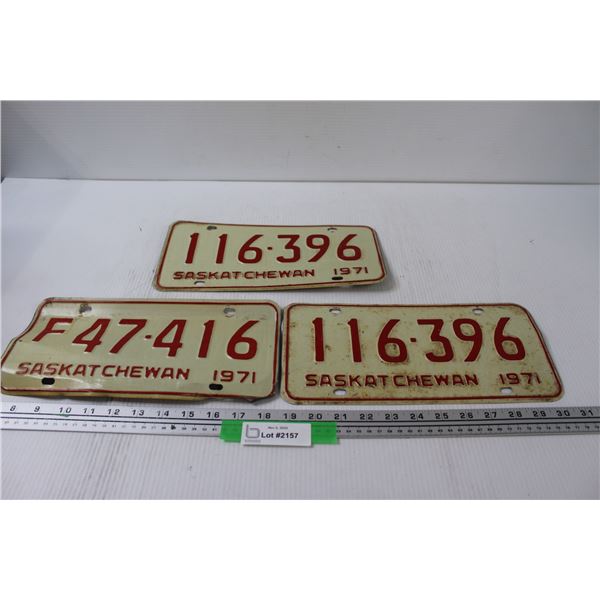 116·396
SASKATCHEWAN 1971
F47·416
SASKATCHEWAN 1971
116·396
SASKATCHEWAN 1971
8 9 10 11 12 13 14 15 16 17 18 19 20 21 22 23 24 25 26 27 28 29 30 31
Lot #2157